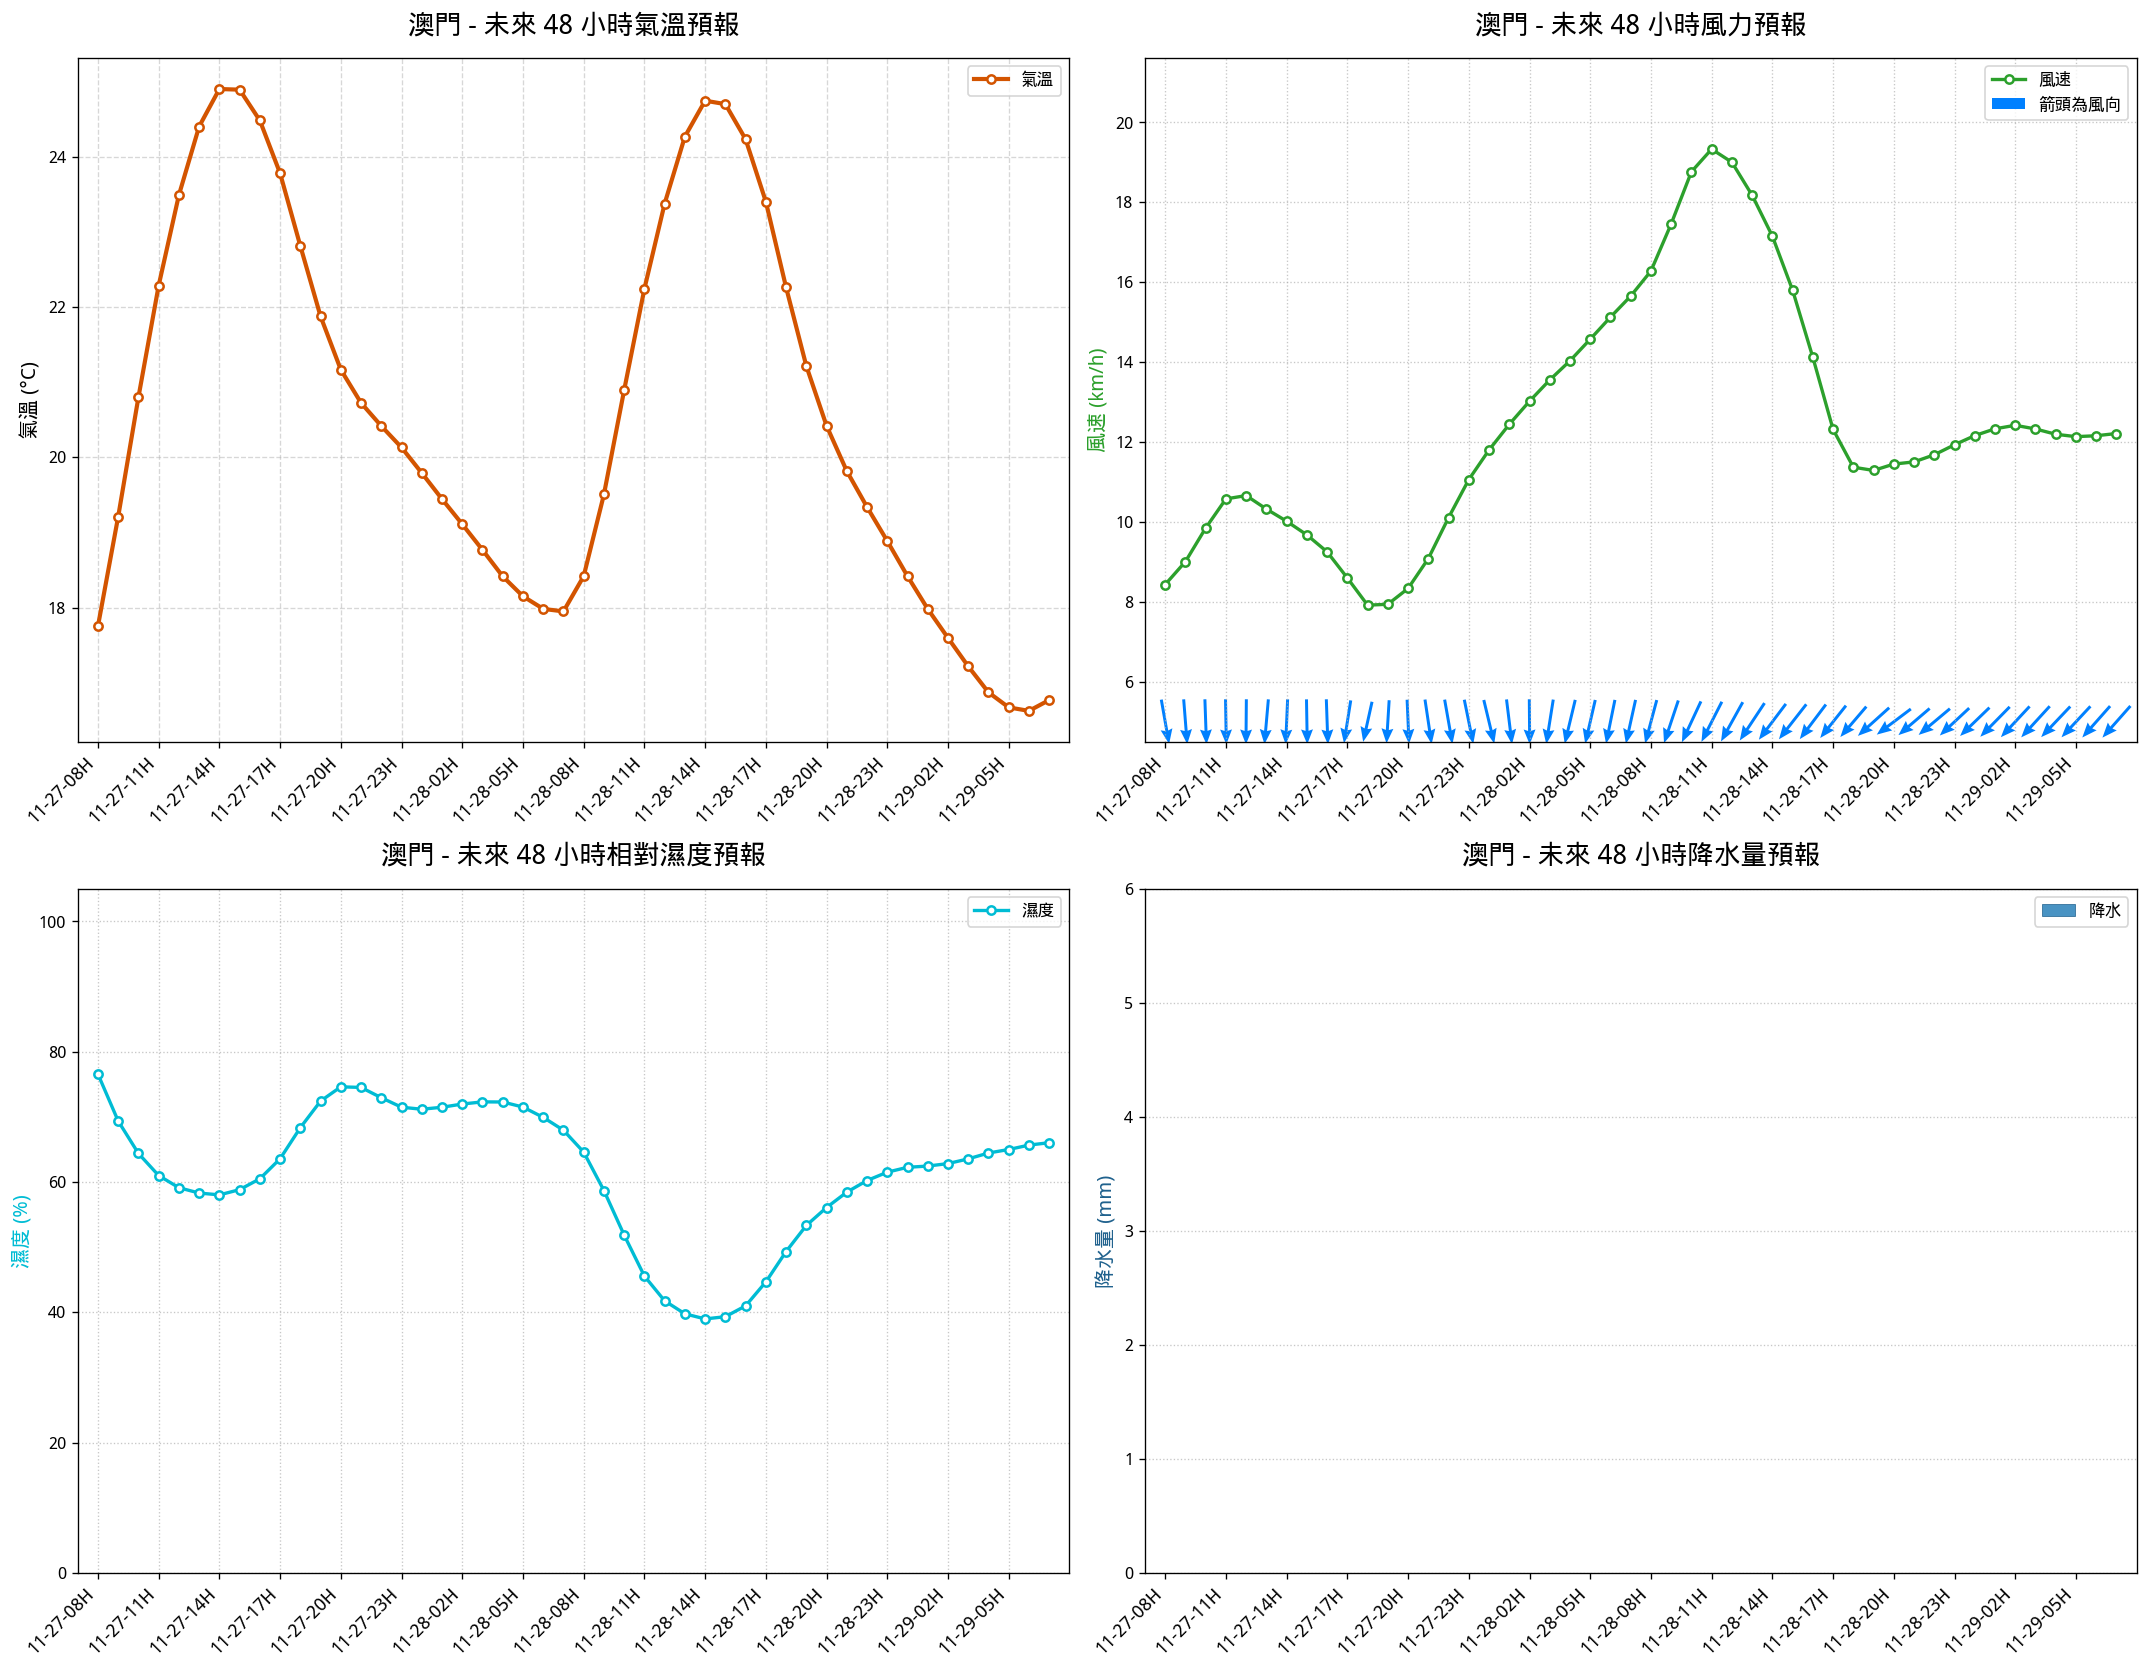 澳門 - 未來 48 小時氣溫預報
氣溫
氣溫 (°C)
24
22
20
18
11-27-08H
11-27-11H
11-27-14H
11-27-17H
11-27-20H
11-27-23H
11-28-02H
11-28-05H
11-28-08H
11-28-11H
11-28-14H
11-28-17H
11-28-20H
11-28-23H
11-29-02H
11-29-05H
澳門 - 未來 48 小時風力預報
風速
箭頭為風向
風速 (km/h)
20
18
16
14
12
10
8
6
11-27-08H
11-27-11H
11-27-14H
11-27-17H
11-27-20H
11-27-23H
11-28-02H
11-28-05H
11-28-08H
11-28-11H
11-28-14H
11-28-17H
11-28-20H
11-28-23H
11-29-02H
11-29-05H
澳門 - 未來 48 小時相對濕度預報
濕度
濕度 (%)
100
80
60
40
20
0
11-27-08H
11-27-11H
11-27-14H
11-27-17H
11-27-20H
11-27-23H
11-28-02H
11-28-05H
11-28-08H
11-28-11H
11-28-14H
11-28-17H
11-28-20H
11-28-23H
11-29-02H
11-29-05H
澳門 - 未來 48 小時降水量預報
降水
降水量 (mm)
6
5
4
3
2
1
0
11-27-08H
11-27-11H
11-27-14H
11-27-17H
11-27-20H
11-27-23H
11-28-02H
11-28-05H
11-28-08H
11-28-11H
11-28-14H
11-28-17H
11-28-20H
11-28-23H
11-29-02H
11-29-05H